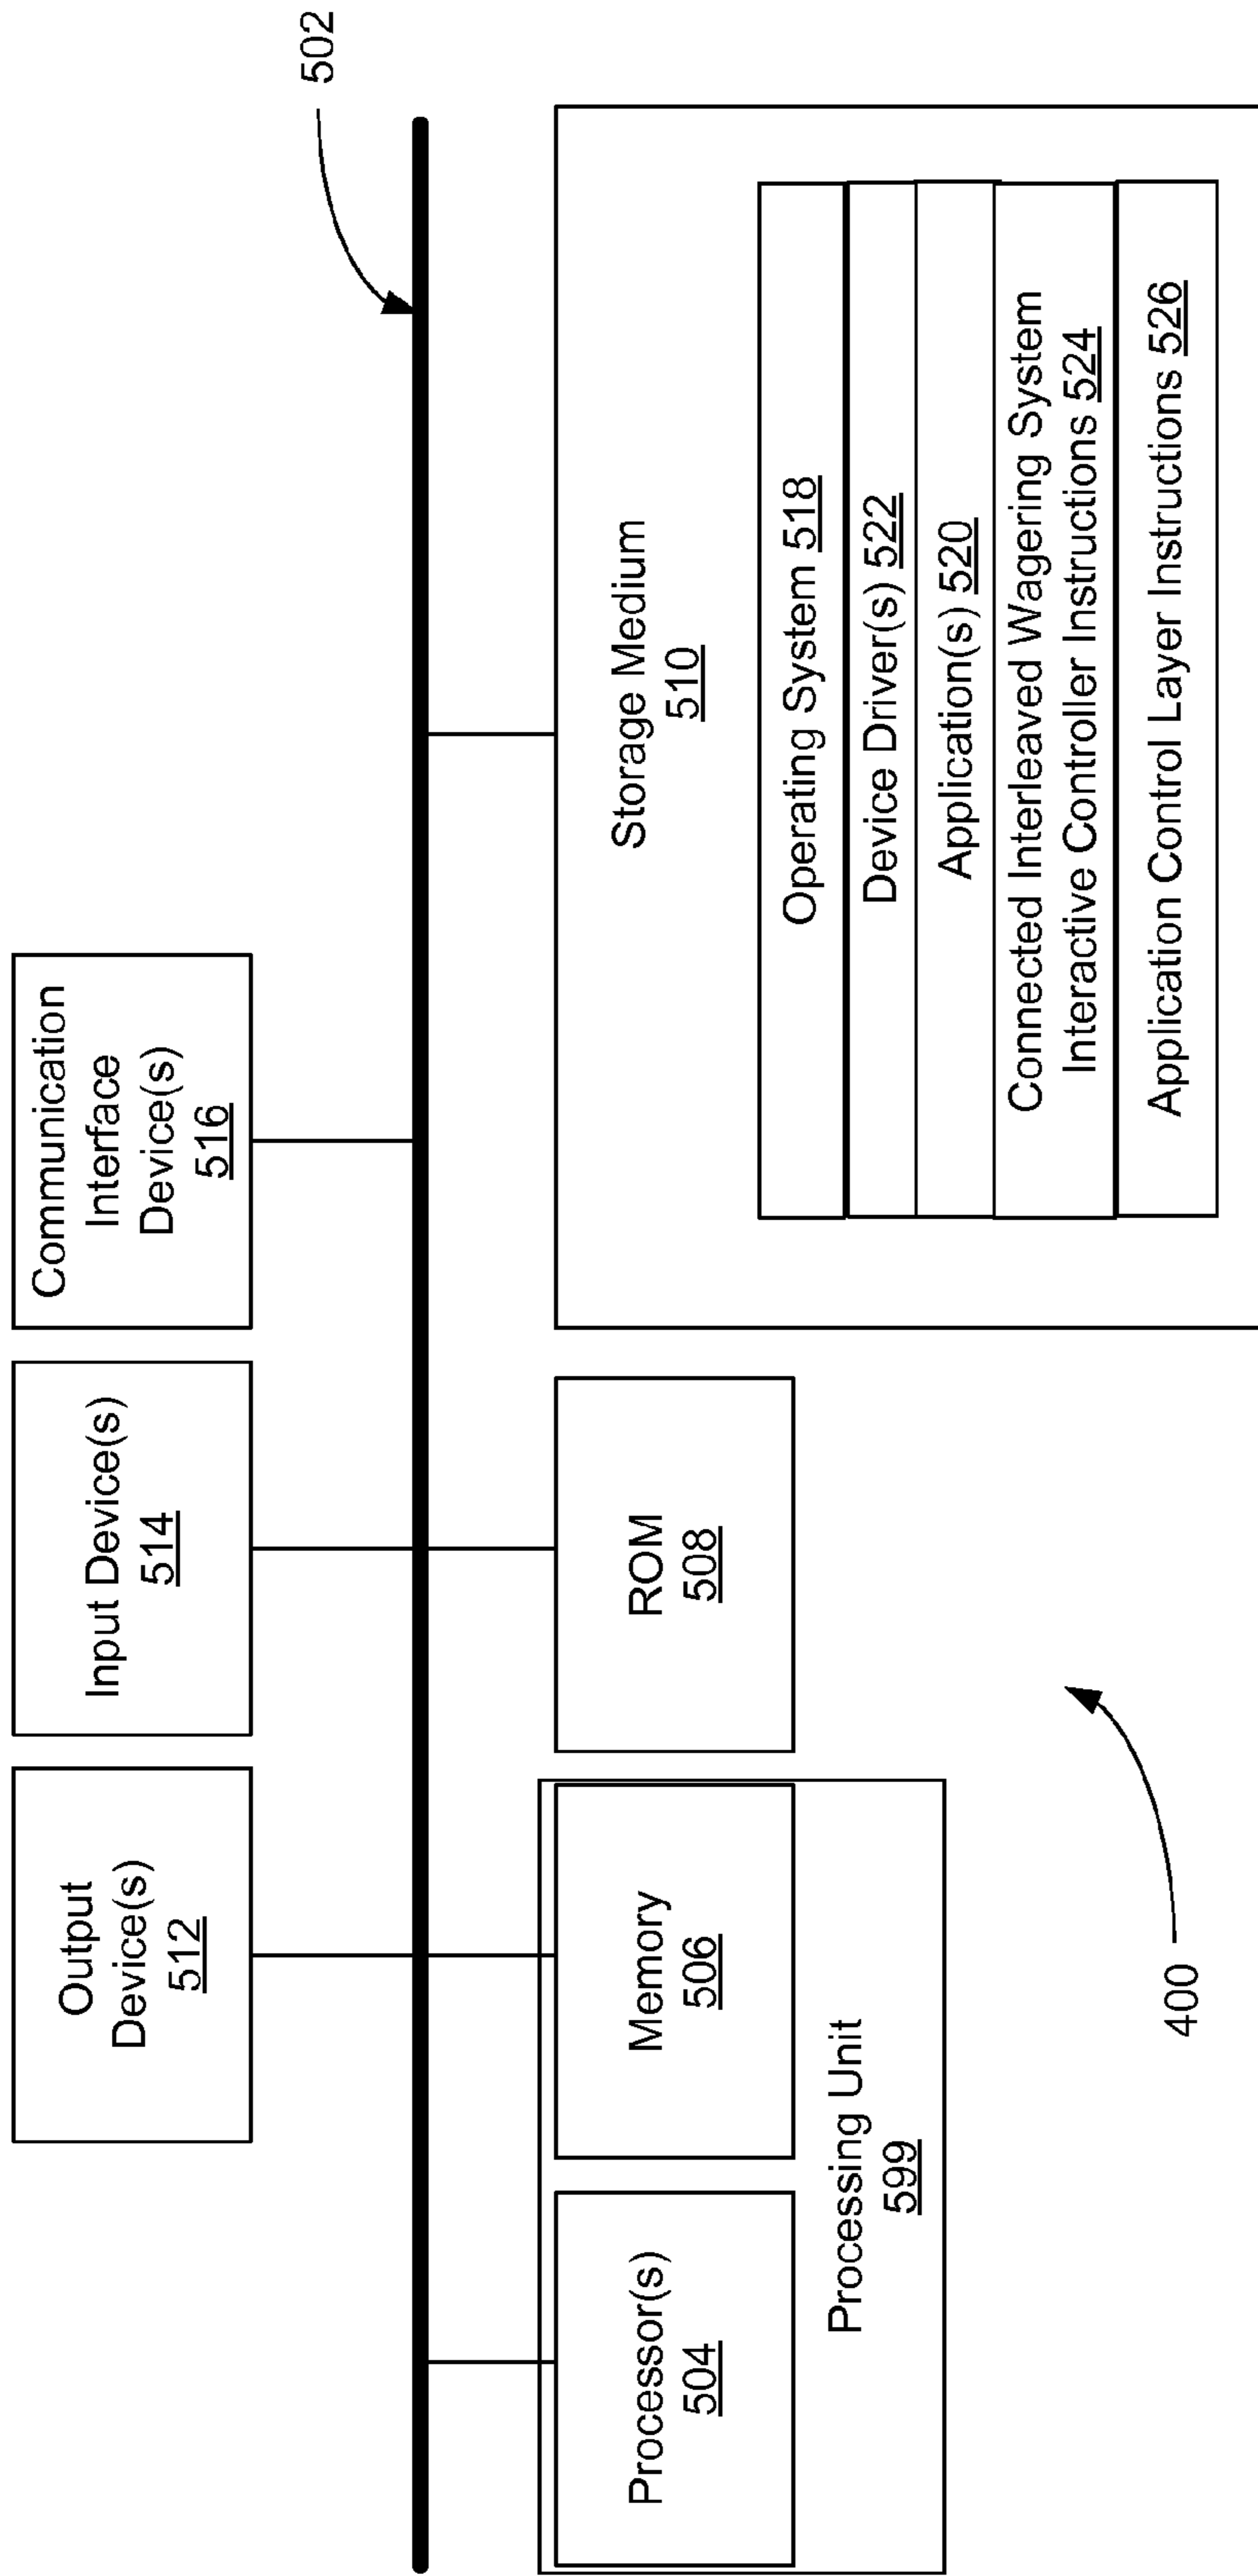 502
Output
Device(s)
512
Input Device(s)
514
Communication
Interface
Device(s)
516
Processor(s)
504
Memory
506
Processing Unit
599
ROM
508
Storage Medium
510
Operating System 518
Device Driver(s) 522
Application(s) 520
Connected Interleaved Wagering System
Interactive Controller Instructions 524
Application Control Layer Instructions 526
400